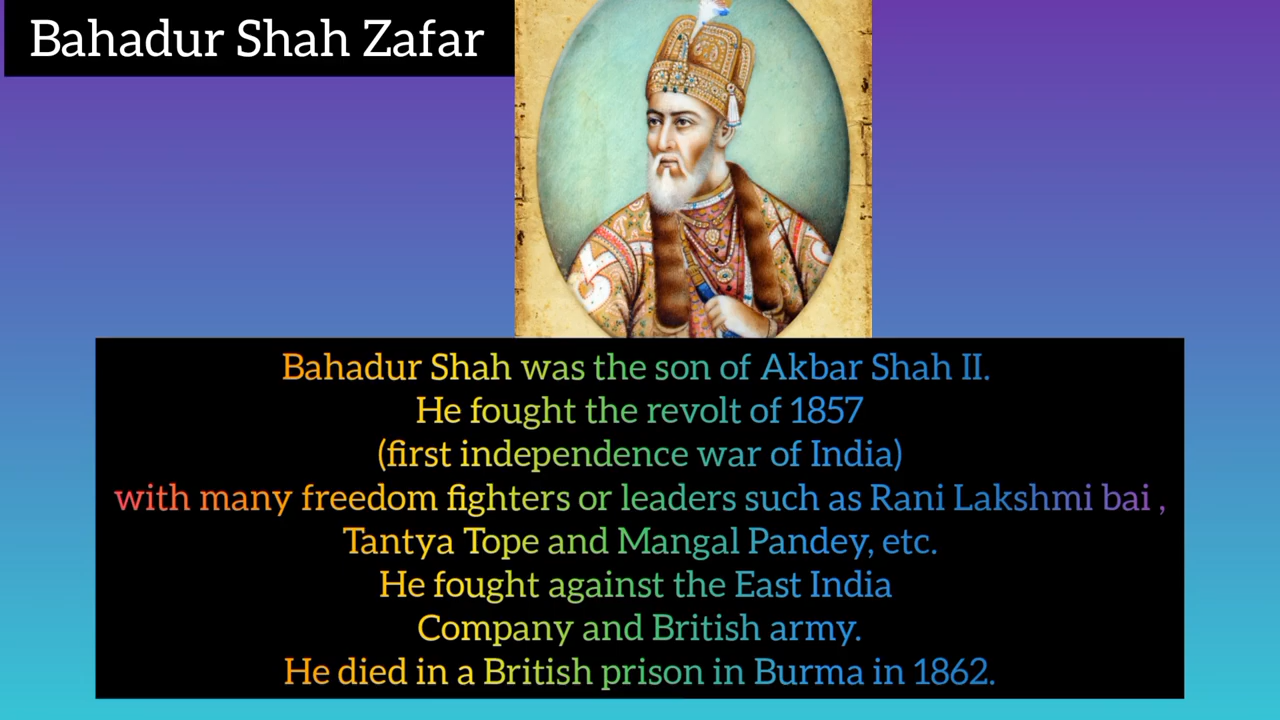 Bahadur Shah Zafar
Bahadur Shah was the son of Akbar Shah II.
He fought the revolt of 1857
(first independence war of India)
with many freedom fighters or leaders such as Rani Lakshmi bai ,
Tantya Tope and Mangal Pandey, etc.
He fought against the East India
Company and British army.
He died in a British prison in Burma in 1862.